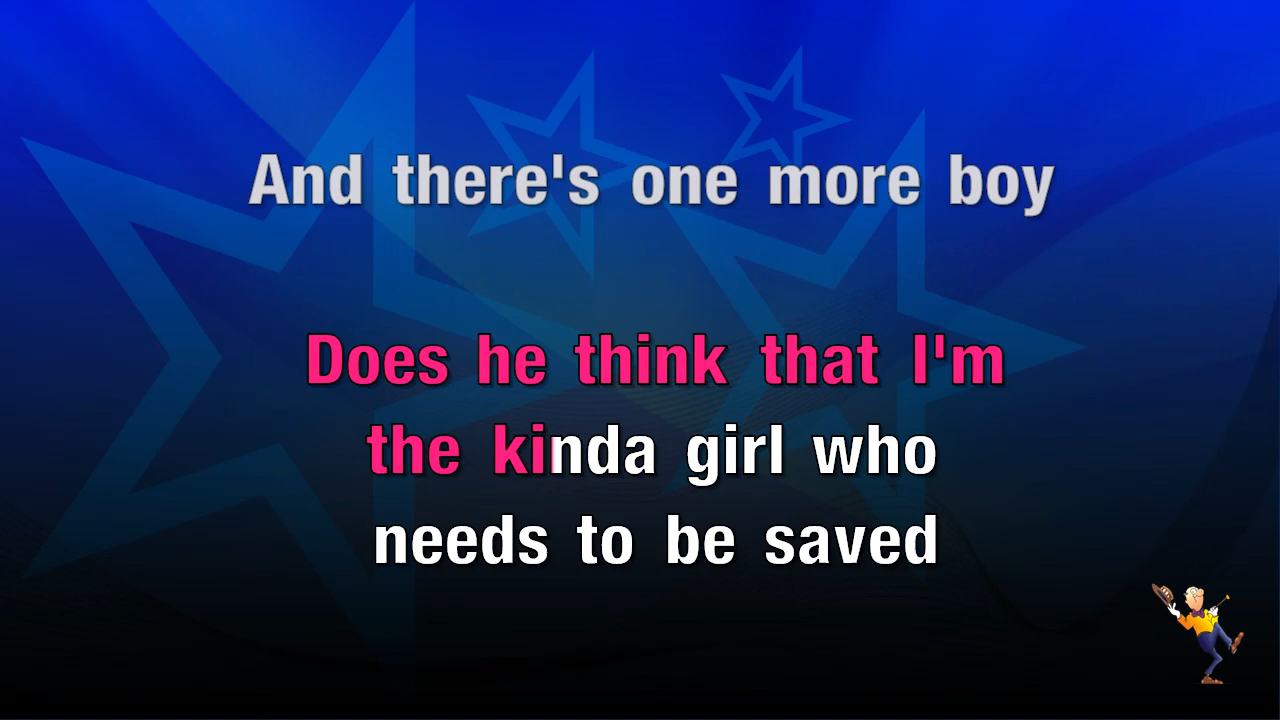 And there's one more boy
Does he think that I'm
the kinda girl who
needs to be saved